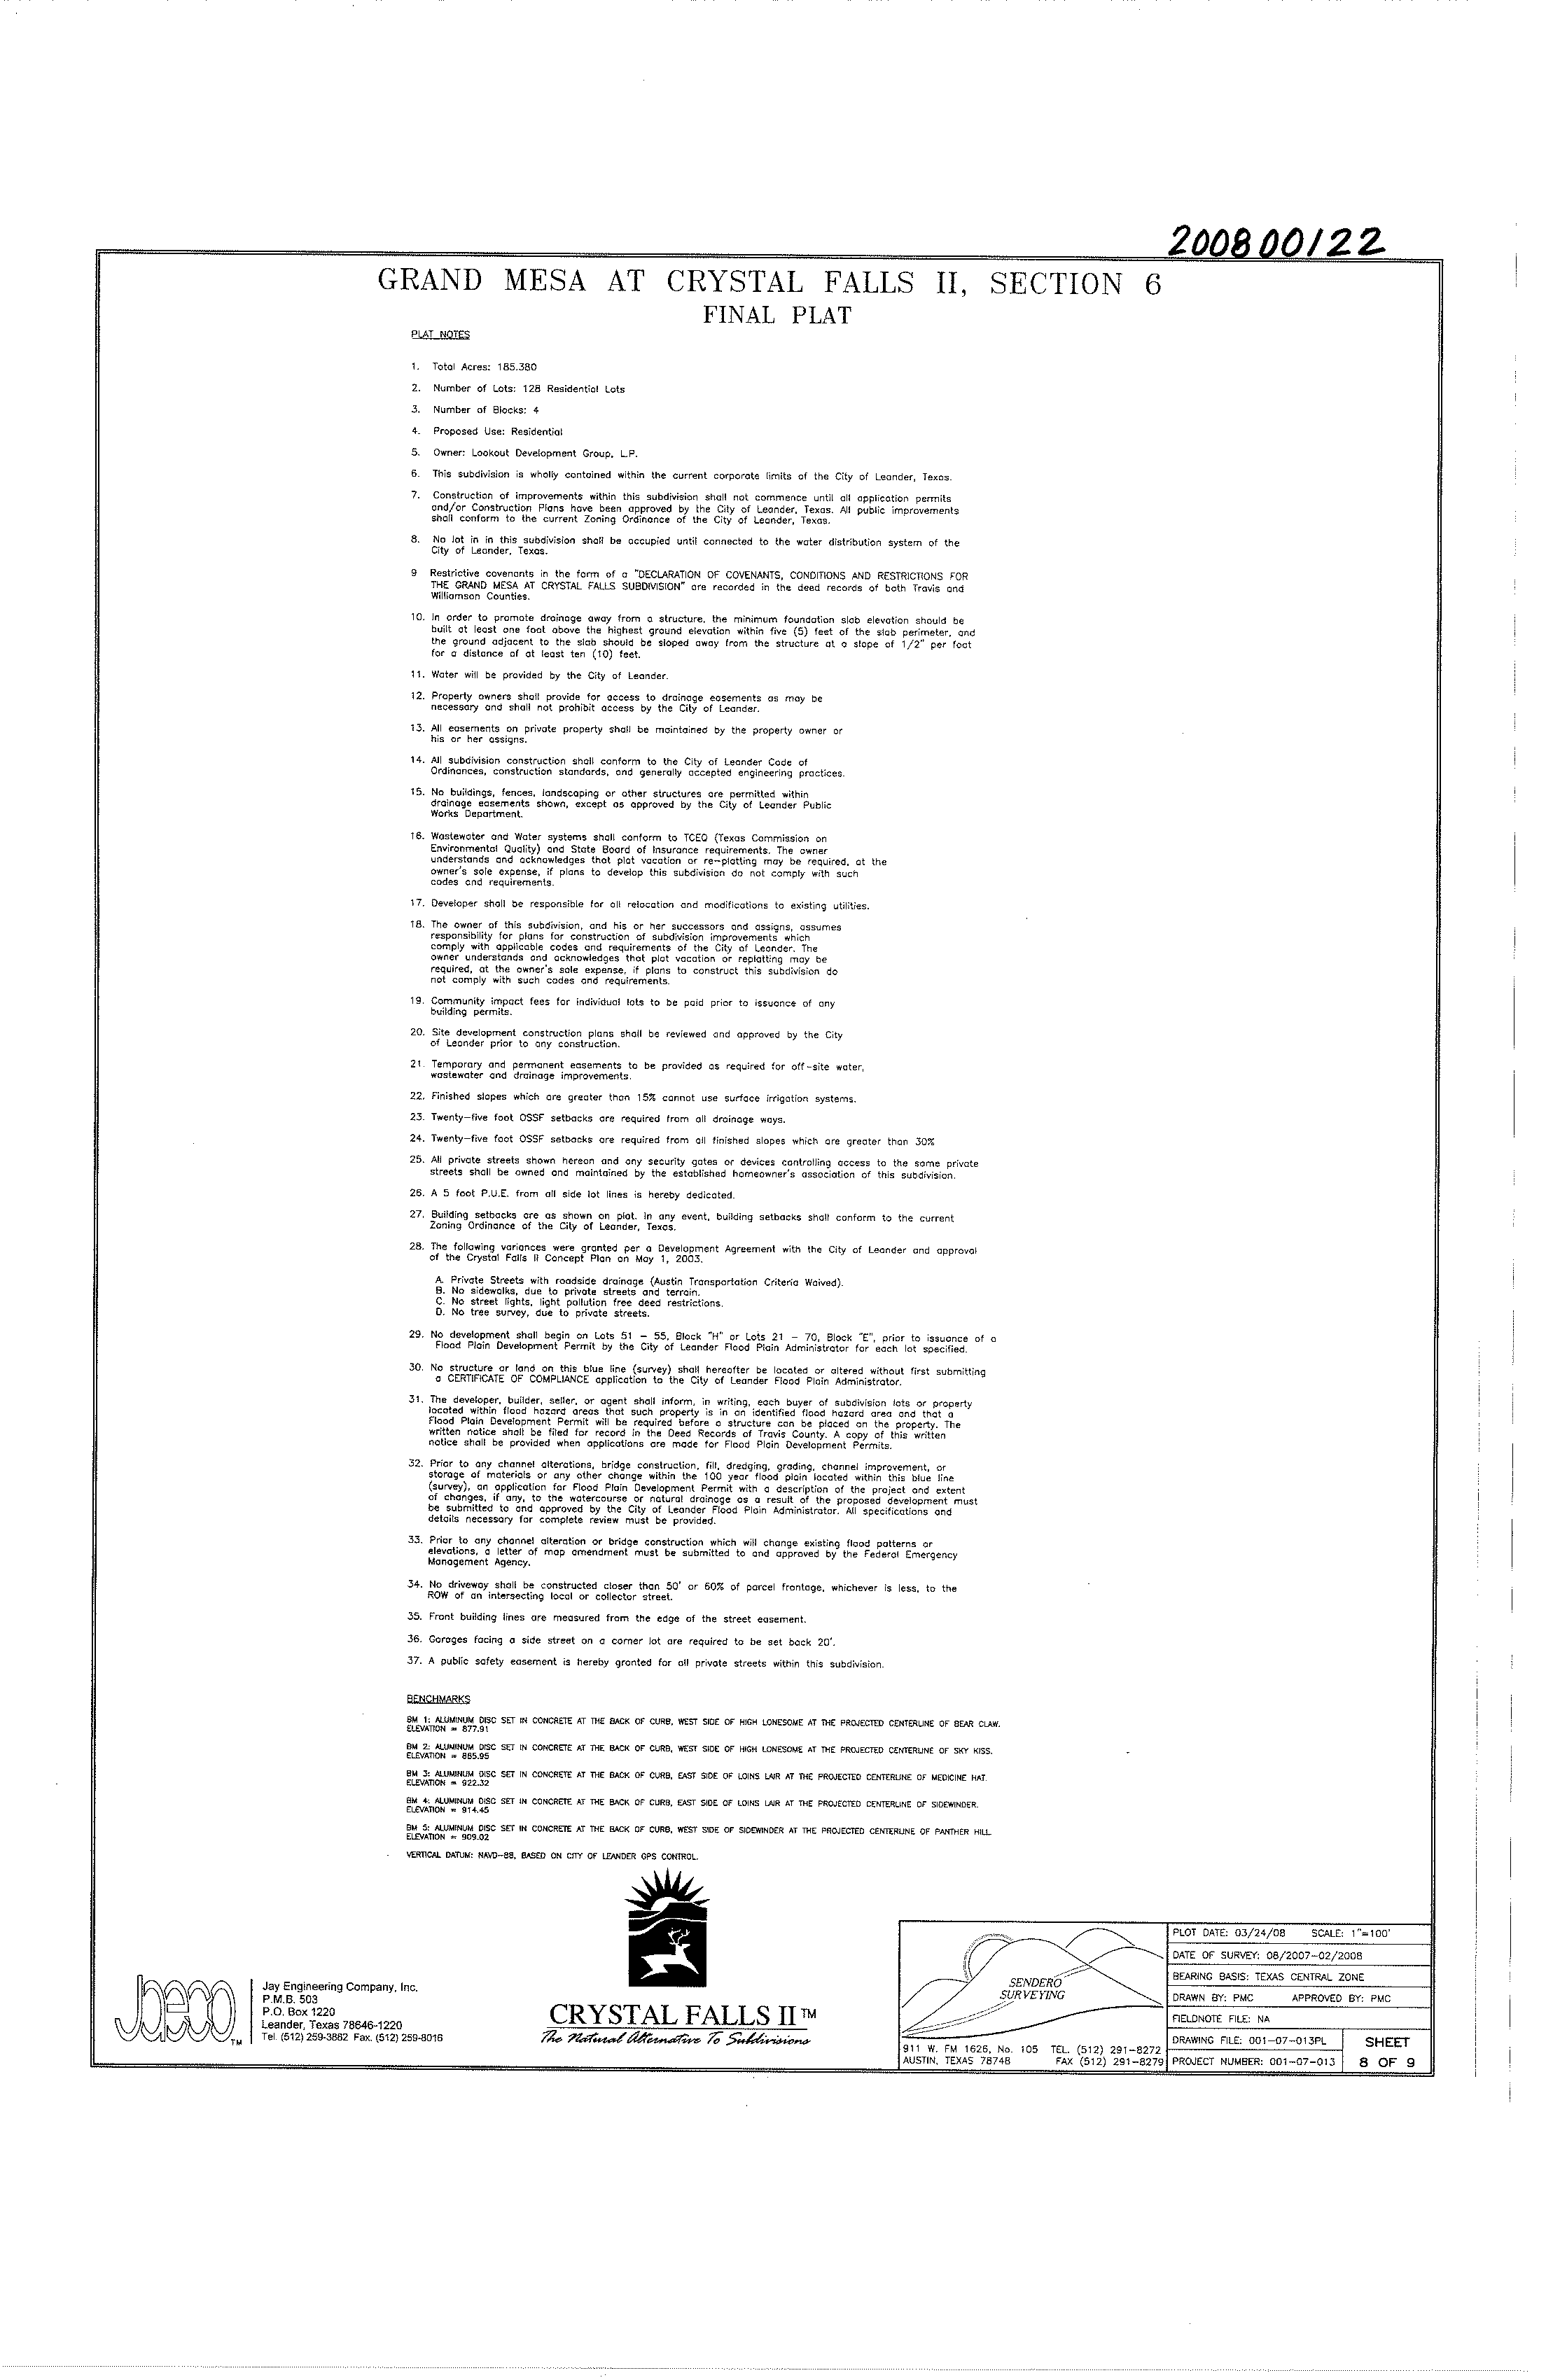 200800122
GRAND MESA AT CRYSTAL FALLS II, SECTION 6
FINAL PLAT
PLAT NOTES
1. Total Acres: 185.380
2. Number of Lots: 128 Residential Lots
3. Number of Blocks: 4
4. Proposed Use: Residential
5. Owner: Lookout Development Group, L.P.
6. This subdivision is wholly contained within the current corporate limits of the City of Leander, Texas.
7. Construction of improvements within this subdivision shall not commence until all application permits
and/or Construction Plans have been approved by the City of Leander, Texas. All public improvements
shall conform to the current Zoning Ordinance of the City of Leander, Texas.
8. No lot in in this subdivision shall be occupied until connected to the water distribution system of the
City of Leander, Texas.
9 Restrictive covenants in the form of a "DECLARATION OF COVENANTS, CONDITIONS AND RESTRICTIONS FOR
THE GRAND MESA AT CRYSTAL FALLS SUBDIVISION" are recorded in the deed records of both Travis and
Williamson Counties.
10. In order to promote drainage away from a structure, the minimum foundation slab elevation should be
built at least one foot above the highest ground elevation within five (5) feet of the slab perimeter, and
the ground adjacent to the slab should be sloped away from the structure at a slope of 1/2" per foot
for a distance of at least ten (10) feet.
11. Water will be provided by the City of Leander.
12. Property owners shall provide for access to drainage easements as may be
necessary and shall not prohibit access by the City of Leander.
13. All easements on private property shall be maintained by the property owner or
his or her assigns.
14. All subdivision construction shall conform to the City of Leander Code of
Ordinances, construction standards, and generally accepted engineering practices.
15. No buildings, fences, landscaping or other structures are permitted within
drainage easements shown, except as approved by the City of Leander Public
Works Department.
16. Wastewater and Water systems shall conform to TCEQ (Texas Commission on
Environmental Quality) and State Board of Insurance requirements. The owner
understands and acknowledges that plat vacation or re-platting may be required, at the
owner's sole expense, if plans to develop this subdivision do not comply with such
codes and requirements.
17. Developer shall be responsible for all relocation and modifications to existing utilities.
18. The owner of this subdivision, and his or her successors and assigns, assumes
responsibility for plans for construction of subdivision improvements which
comply with applicable codes and requirements of the City of Leander. The
owner understands and acknowledges that plat vacation or replatting may be
required, at the owner's sole expense, if plans to construct this subdivision do
not comply with such codes and requirements.
19. Community impact fees for individual lots to be paid prior to issuance of any
building permits.
20. Site development construction plans shall be reviewed and approved by the City
of Leander prior to any construction.
21. Temporary and permanent easements to be provided as required for off-site water,
wastewater and drainage improvements.
22. Finished slopes which are greater than 15% cannot use surface irrigation systems.
23. Twenty-five foot OSSF setbacks are required from all drainage ways.
24. Twenty-five foot OSSF setbacks are required from all finished slopes which are greater than 30%
25. All private streets shown hereon and any security gates or devices controlling access to the same private
streets shall be owned and maintained by the established homeowner's association of this subdivision.
26. A 5 foot P.U.E. from all side lot lines is hereby dedicated.
27. Building setbacks are as shown on plat. In any event, building setbacks shall conform to the current
Zoning Ordinance of the City of Leander, Texas.
28. The following variances were granted per a Development Agreement with the City of Leander and approval
of the Crystal Falls II Concept Plan on May 1, 2003.
A. Private Streets with roadside drainage (Austin Transportation Criteria Waived).
B. No sidewalks, due to private streets and terrain.
C. No street lights, light pollution free deed restrictions.
D. No tree survey, due to private streets.
29. No development shall begin on Lots 51 - 55, Block "H" or Lots 21 - 70, Block "E", prior to issuance of a
Flood Plain Development Permit by the City of Leander Flood Plain Administrator for each lot specified.
30. No structure or land on this blue line (survey) shall hereafter be located or altered without first submitting
a CERTIFICATE OF COMPLIANCE application to the City of Leander Flood Plain Administrator.
31. The developer, builder, seller, or agent shall inform, in writing, each buyer of subdivision lots or property
located within flood hazard areas that such property is in an identified flood hazard area and that a
Flood Plain Development Permit will be required before a structure can be placed on the property. The
written notice shall be filed for record in the Deed Records of Travis County. A copy of this written
notice shall be provided when applications are made for Flood Plain Development Permits.
32. Prior to any channel alterations, bridge construction, fill, dredging, grading, channel improvement, or
storage of materials or any other change within the 100 year flood plain located within this blue line
(survey), an application for Flood Plain Development Permit with a description of the project and extent
of changes, if any, to the watercourse or natural drainage as a result of the proposed development must
be submitted to and approved by the City of Leander Flood Plain Administrator. All specifications and
details necessary for complete review must be provided.
33. Prior to any channel alteration or bridge construction which will change existing flood patterns or
elevations, a letter of map amendment must be submitted to and approved by the Federal Emergency
Management Agency.
34. No driveway shall be constructed closer than 50' or 60% of parcel frontage, whichever is less, to the
ROW of an intersecting local or collector street.
35. Front building lines are measured from the edge of the street easement.
36. Garages facing a side street on a corner lot are required to be set back 20'.
37. A public safety easement is hereby granted for all private streets within this subdivision.
BENCHMARKS
BM 1: ALUMINUM DISC SET IN CONCRETE AT THE BACK OF CURB, WEST SIDE OF HIGH LONESOME AT THE PROJECTED CENTERLINE OF BEAR CLAW.
ELEVATION = 877.91
BM 2: ALUMINUM DISC SET IN CONCRETE AT THE BACK OF CURB, WEST SIDE OF HIGH LONESOME AT THE PROJECTED CENTERLINE OF SKY KISS.
ELEVATION = 885.95
BM 3: ALUMINUM DISC SET IN CONCRETE AT THE BACK OF CURB, EAST SIDE OF LOINS LAIR AT THE PROJECTED CENTERLINE OF MEDICINE HAT.
ELEVATION = 922.32
BM 4: ALUMINUM DISC SET IN CONCRETE AT THE BACK OF CURB, EAST SIDE OF LOINS LAIR AT THE PROJECTED CENTERLINE OF SIDEWINDER.
ELEVATION = 914.45
BM 5: ALUMINUM DISC SET IN CONCRETE AT THE BACK OF CURB, WEST SIDE OF SIDEWINDER AT THE PROJECTED CENTERLINE OF PANTHER HILL.
ELEVATION = 909.02
VERTICAL DATUM: NAVD-88, BASED ON CITY OF LEANDER GPS CONTROL.
jaeco TM
Jay Engineering Company, Inc.
P.M.B. 503
P.O. Box 1220
Leander, Texas 78646-1220
Tel. (512) 259-3882 Fax. (512) 259-8016
CRYSTAL FALLS II TM
The Natural Alternative To Subdivisions
SENDERO
SURVEYING
911 W. FM 1626, No. 105 TEL. (512) 291-8272
AUSTIN, TEXAS 78748 FAX (512) 291-8279
PLOT DATE: 03/24/08 SCALE: 1"=100'
DATE OF SURVEY: 08/2007-02/2008
BEARING BASIS: TEXAS CENTRAL ZONE
DRAWN BY: PMC APPROVED BY: PMC
FIELDNOTE FILE: NA
DRAWING FILE: 001-07-013PL
PROJECT NUMBER: 001-07-013
SHEET
8 OF 9